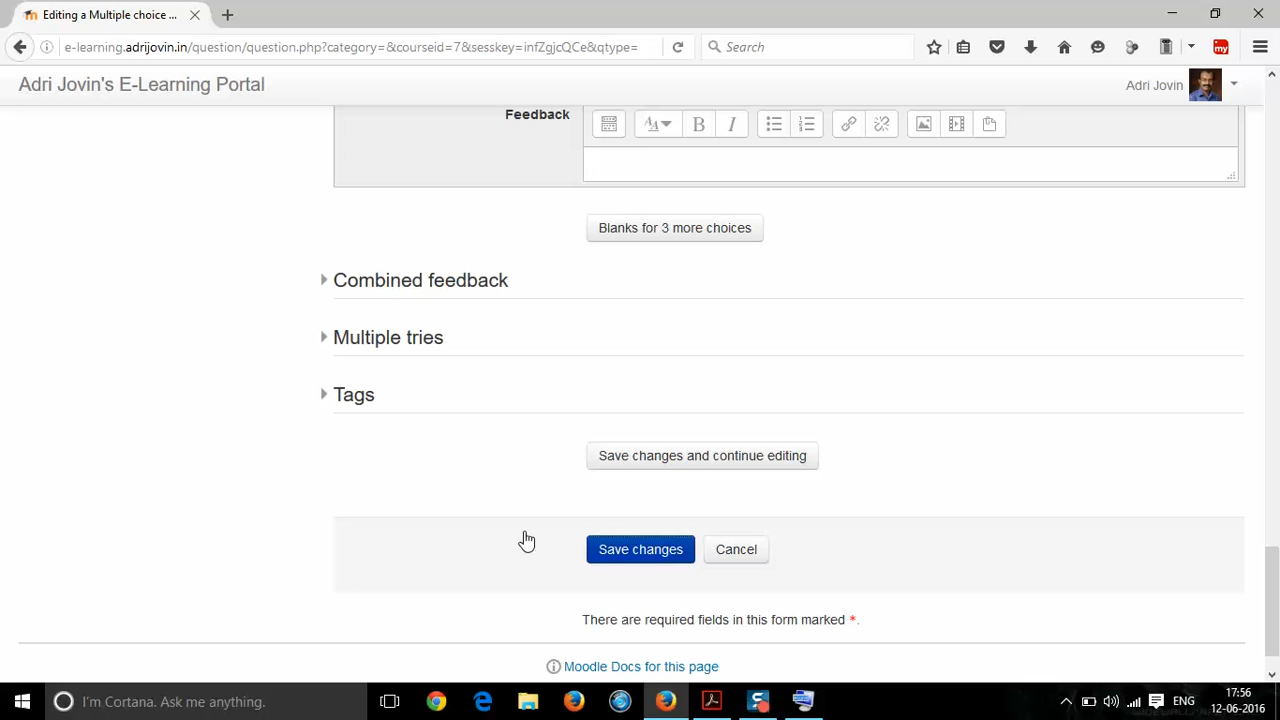 Editing a Multiple choice ...
e-learning.adrijovin.in/question/question.php?category=&courseid=7&sesskey=infZgJcQCe&qtype=
Search
my
Adri Jovin's E-Learning Portal
Adri Jovin
Feedback
B
I
Blanks for 3 more choices
Combined feedback
Multiple tries
Tags
Save changes and continue editing
Save changes
Cancel
There are required fields in this form marked *.
Moodle Docs for this page
I'm Cortana. Ask me anything.
ENG
17:56
12-06-2016